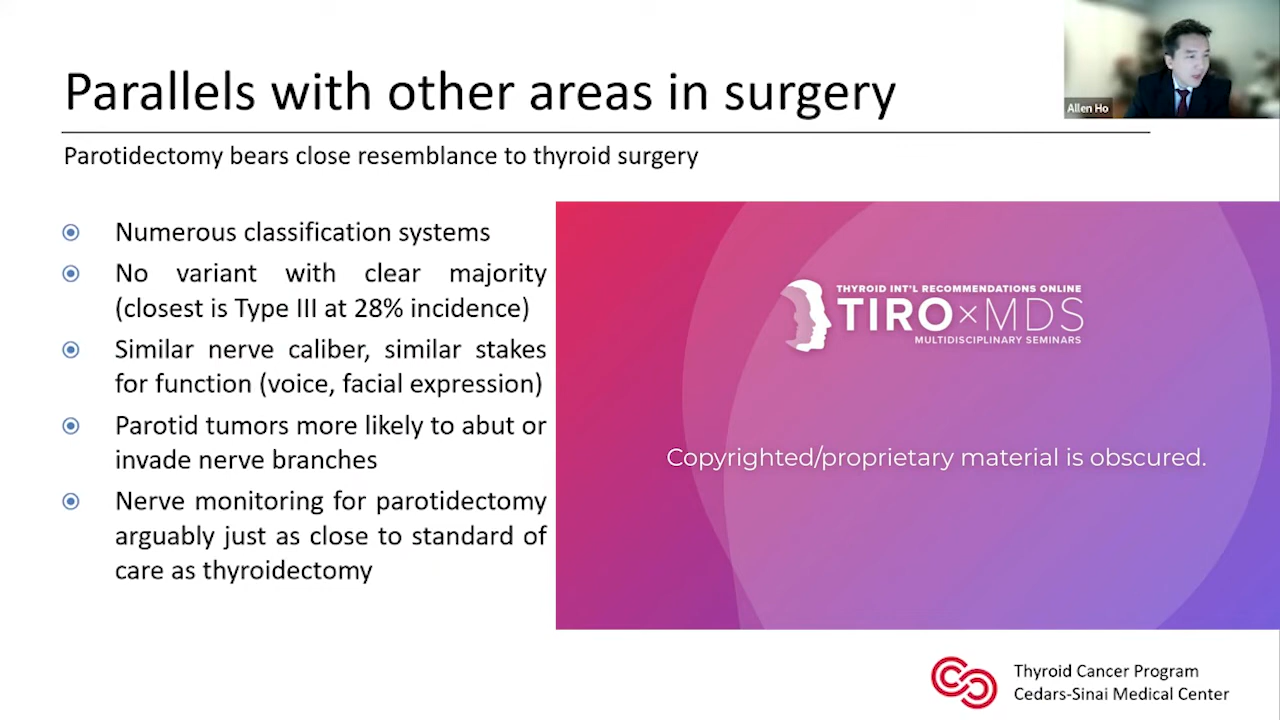 Parallels with other areas in surgery
Allen Ho
Parotidectomy bears close resemblance to thyroid surgery
Numerous classification systems
No variant with clear majority
(closest is Type III at 28% incidence)
Similar nerve caliber, similar stakes
for function (voice, facial expression)
Parotid tumors more likely to abut or
invade nerve branches
Nerve monitoring for parotidectomy
arguably just as close to standard of
care as thyroidectomy
THYROID INT'L RECOMMENDATIONS ONLINE
TIRO×MDS
MULTIDISCIPLINARY SEMINARS
Copyrighted/proprietary material is obscured.
Thyroid Cancer Program
Cedars-Sinai Medical Center